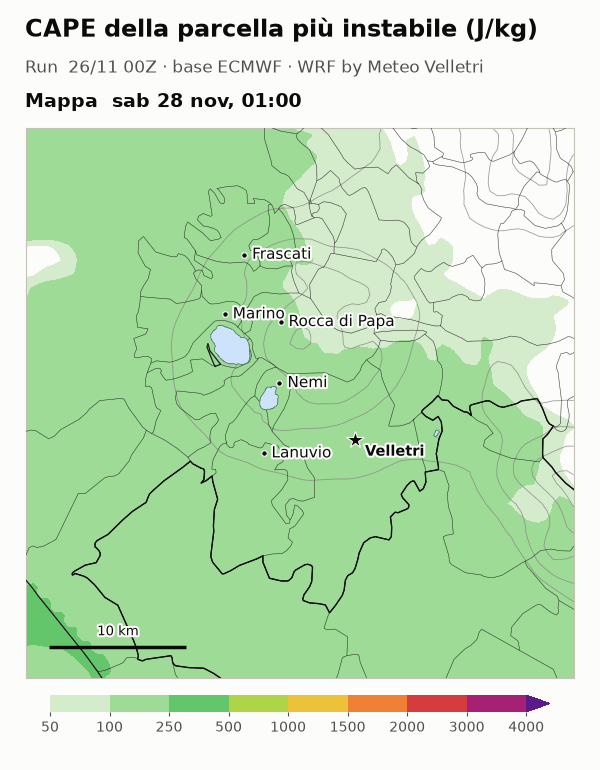 CAPE della parcella più instabile (J/kg)
Run  26/11 00Z · base ECMWF · WRF by Meteo Velletri
Mappa  sab 28 nov, 01:00
Frascati
Marino
Rocca di Papa
Nemi
Velletri
Lanuvio
10 km
50 100 250 500 1000 1500 2000 3000 4000